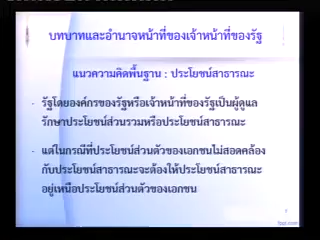 บทบาทและอำนาจหน้าที่ของเจ้าหน้าที่ของรัฐ
แนวความคิดพื้นฐาน : ประโยชน์สาธารณะ
- รัฐโดยองค์กรของรัฐหรือเจ้าหน้าที่ของรัฐเป็นผู้ดูแล
รักษาประโยชน์ส่วนรวมหรือประโยชน์สาธารณะ
- แต่ในกรณีที่ประโยชน์ส่วนตัวของเอกชนไม่สอดคล้อง
กับประโยชน์สาธารณะจะต้องให้ประโยชน์สาธารณะ
อยู่เหนือประโยชน์ส่วนตัวของเอกชน